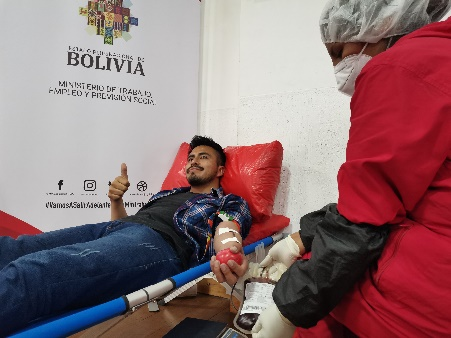 ESTADO PLURINACIONAL DE
BOLIVIA
MINISTERIO DE TRABAJO,
EMPLEO Y PREVISIÓN SOCIAL